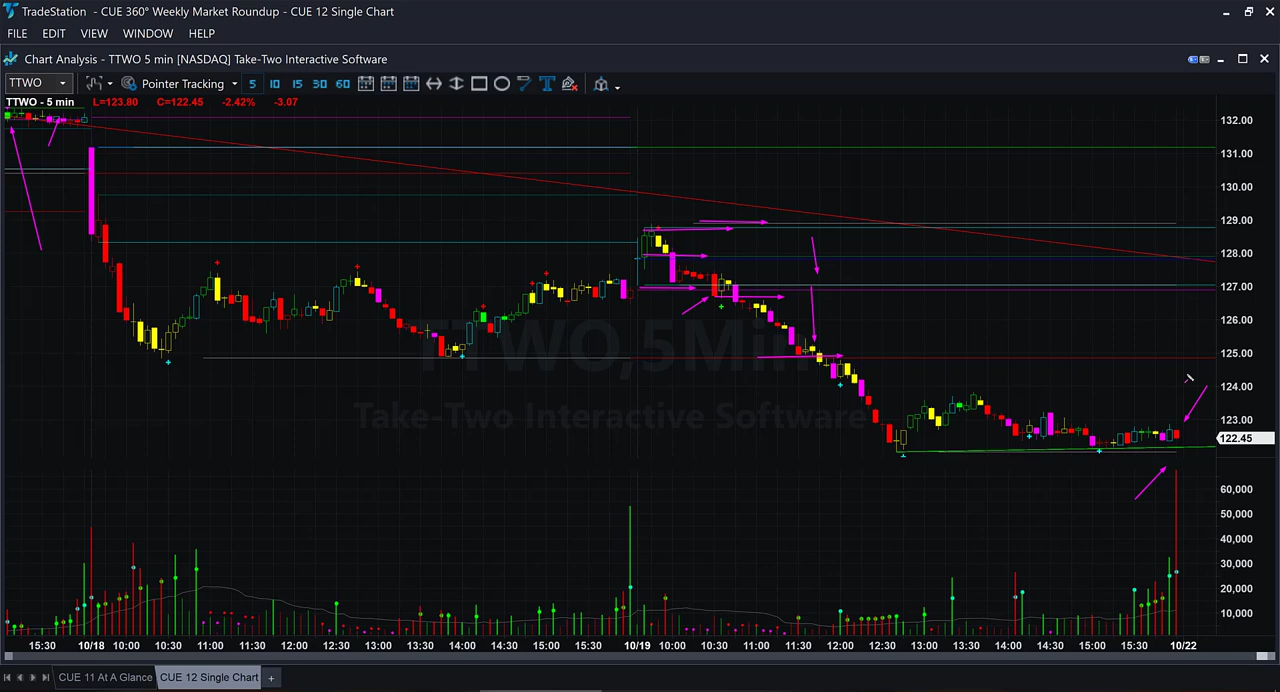 TradeStation - CUE 360° Weekly Market Roundup - CUE 12 Single Chart
FILE EDIT VIEW WINDOW HELP
Chart Analysis - TTWO 5 min [NASDAQ] Take-Two Interactive Software
TTWO Pointer Tracking 5 10 15 30 60
TTWO - 5 min L=123.80 C=122.45 -2.42% -3.07
132.00
131.00
130.00
129.00
128.00
127.00
126.00
125.00
124.00
123.00
122.45
TTWO,5Min
Take-Two Interactive Software
60,000
50,000
40,000
30,000
20,000
10,000
15:30 10/18 10:00 10:30 11:00 11:30 12:00 12:30 13:00 13:30 14:00 14:30 15:00 15:30 10/19 10:00 10:30 11:00 11:30 12:00 12:30 13:00 13:30 14:00 14:30 15:00 15:30 10/22
CUE 11 At A Glance CUE 12 Single Chart +